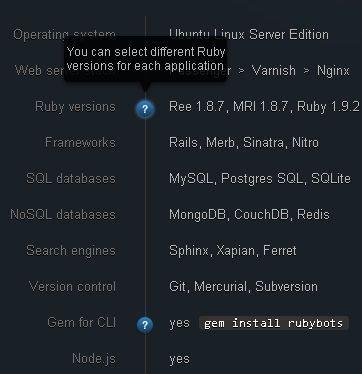 Operating system Ubuntu Linux Server Edition
You can select different Ruby
versions for each application
Web ser > Varnish > Nginx
Ruby versions ? Ree 1.8.7, MRI 1.8.7, Ruby 1.9.2
Frameworks Rails, Merb, Sinatra, Nitro
SQL databases MySQL, Postgres SQL, SQLite
NoSQL databases MongoDB, CouchDB, Redis
Search engines Sphinx, Xapian, Ferret
Version control Git, Mercurial, Subversion
Gem for CLI ? yes gem install rubybots
Node.js yes